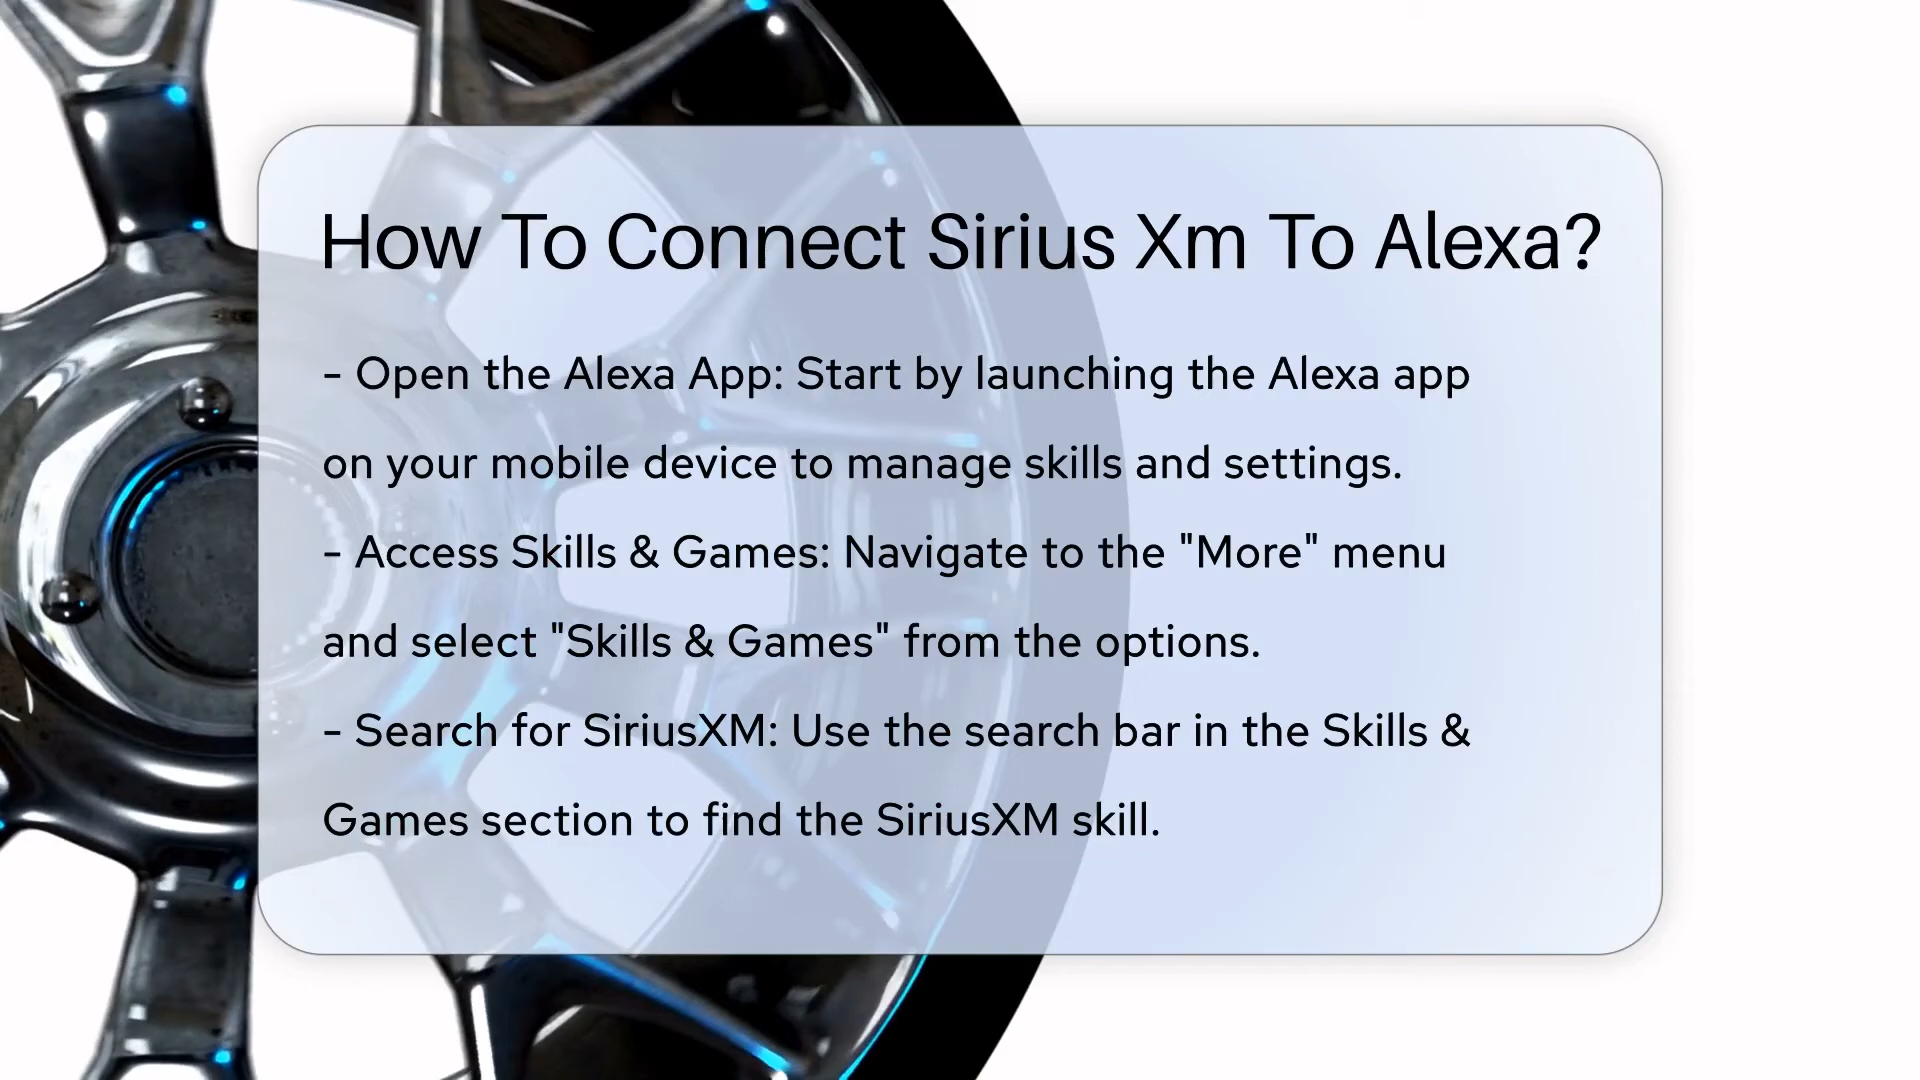 How To Connect Sirius Xm To Alexa?
- Open the Alexa App: Start by launching the Alexa app
on your mobile device to manage skills and settings.
- Access Skills & Games: Navigate to the "More" menu
and select "Skills & Games" from the options.
- Search for SiriusXM: Use the search bar in the Skills &
Games section to find the SiriusXM skill.